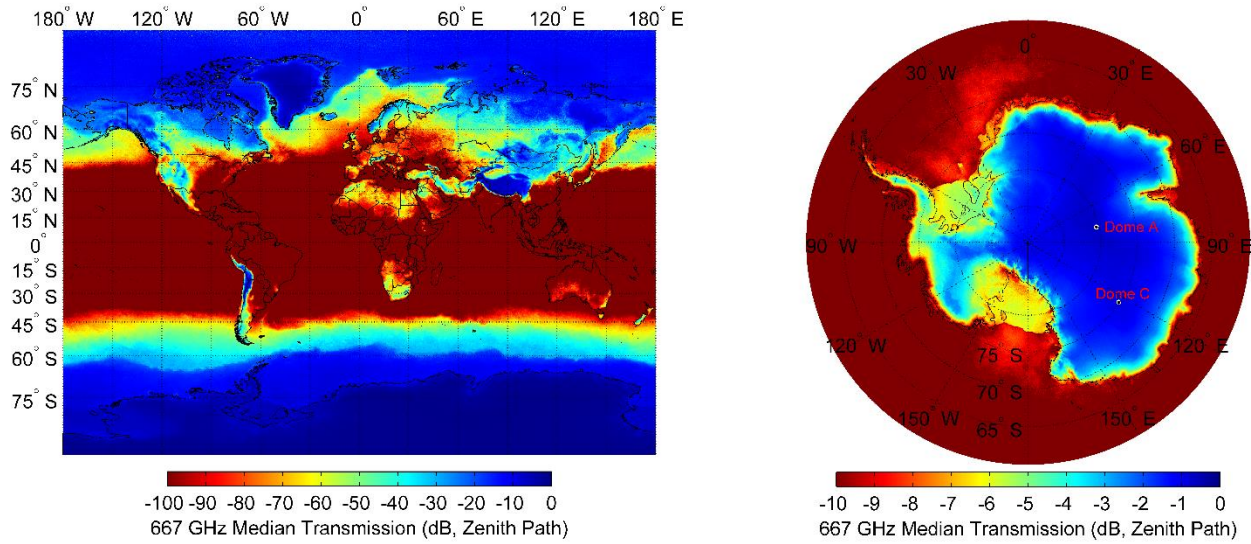 180° W 120° W 60° W 0° 60° E 120° E 180° E
75° N
60° N
45° N
30° N
15° N
0°
15° S
30° S
45° S
60° S
75° S
-100 -90 -80 -70 -60 -50 -40 -30 -20 -10 0
667 GHz Median Transmission (dB, Zenith Path)
0°
30° W 30° E
60° W 60° E
Dome A
90° W 90° E
Dome C
120° W 120° E
75° S
70° S
150° W 150° E
65° S
-10 -9 -8 -7 -6 -5 -4 -3 -2 -1 0
667 GHz Median Transmission (dB, Zenith Path)